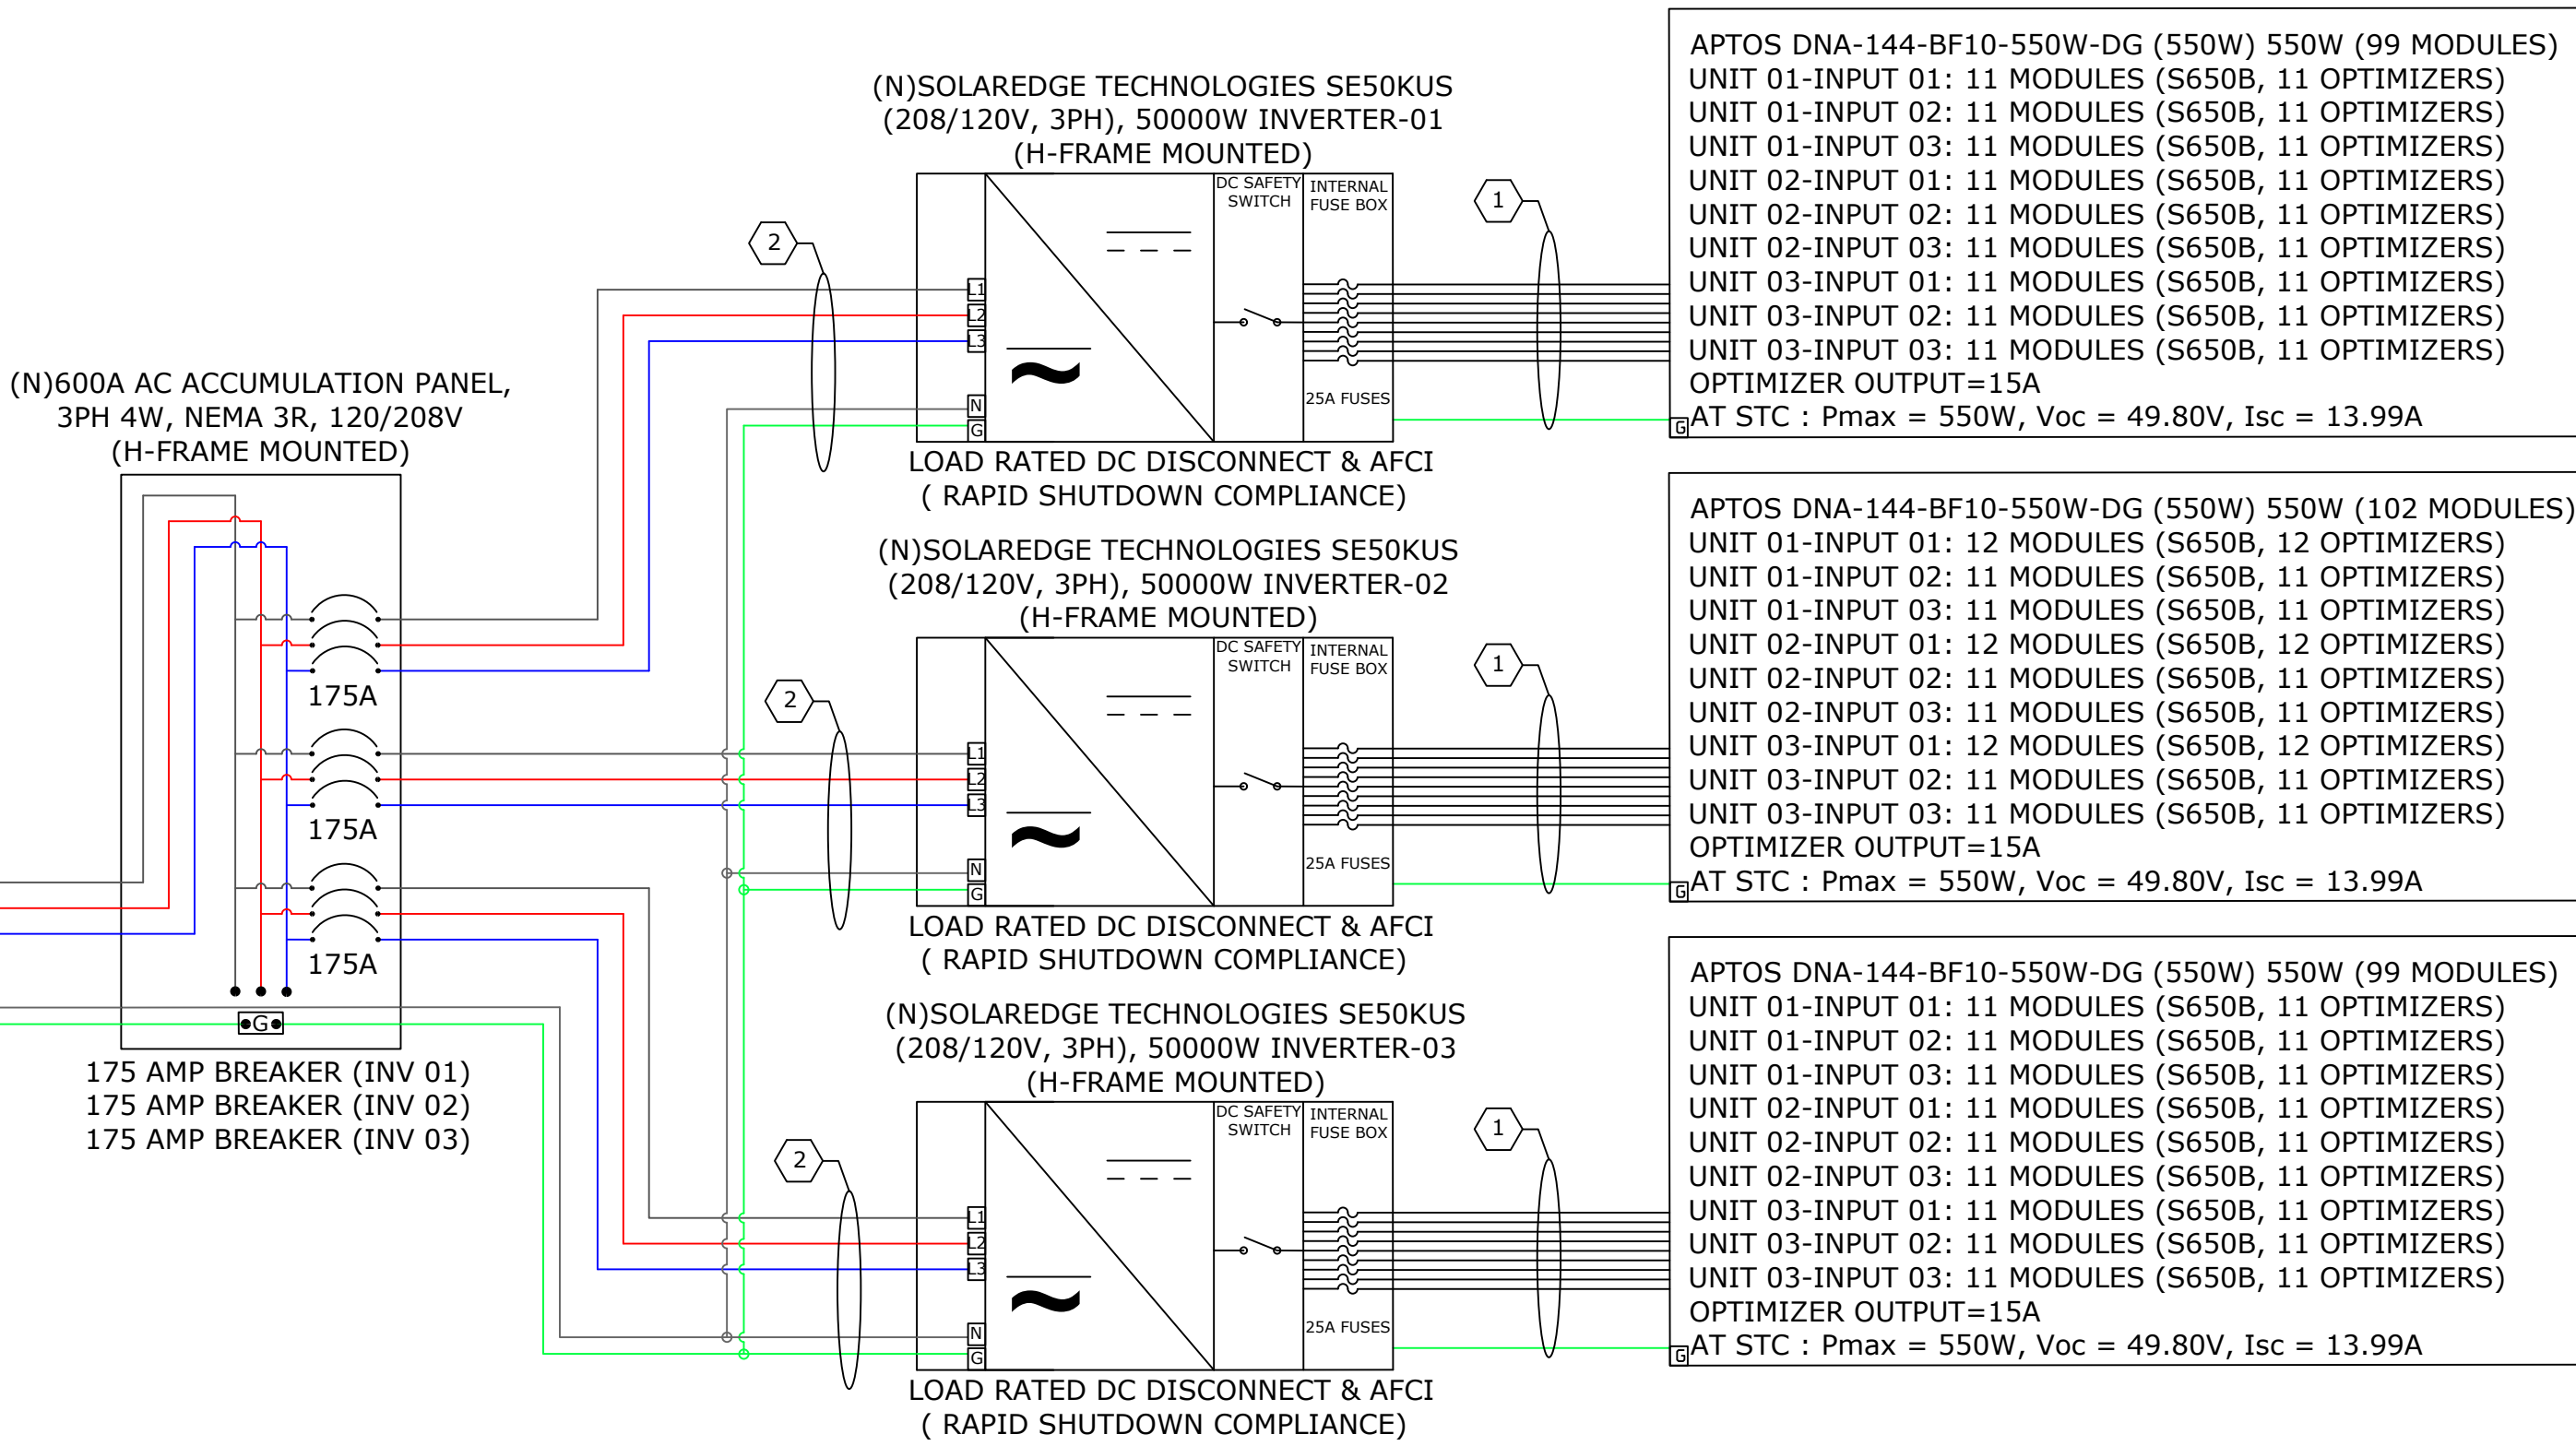 (N)600A AC ACCUMULATION PANEL,
3PH 4W, NEMA 3R, 120/208V
(H-FRAME MOUNTED)
175A
175A
175A
G
175 AMP BREAKER (INV 01)
175 AMP BREAKER (INV 02)
175 AMP BREAKER (INV 03)
(N)SOLAREDGE TECHNOLOGIES SE50KUS
(208/120V, 3PH), 50000W INVERTER-01
(H-FRAME MOUNTED)
2
L1
L2
L3
N
G
DC SAFETY
SWITCH
INTERNAL
FUSE BOX
25A FUSES
1
LOAD RATED DC DISCONNECT & AFCI
( RAPID SHUTDOWN COMPLIANCE)
APTOS DNA-144-BF10-550W-DG (550W) 550W (99 MODULES)
UNIT 01-INPUT 01: 11 MODULES (S650B, 11 OPTIMIZERS)
UNIT 01-INPUT 02: 11 MODULES (S650B, 11 OPTIMIZERS)
UNIT 01-INPUT 03: 11 MODULES (S650B, 11 OPTIMIZERS)
UNIT 02-INPUT 01: 11 MODULES (S650B, 11 OPTIMIZERS)
UNIT 02-INPUT 02: 11 MODULES (S650B, 11 OPTIMIZERS)
UNIT 02-INPUT 03: 11 MODULES (S650B, 11 OPTIMIZERS)
UNIT 03-INPUT 01: 11 MODULES (S650B, 11 OPTIMIZERS)
UNIT 03-INPUT 02: 11 MODULES (S650B, 11 OPTIMIZERS)
UNIT 03-INPUT 03: 11 MODULES (S650B, 11 OPTIMIZERS)
OPTIMIZER OUTPUT=15A
G AT STC : Pmax = 550W, Voc = 49.80V, Isc = 13.99A
(N)SOLAREDGE TECHNOLOGIES SE50KUS
(208/120V, 3PH), 50000W INVERTER-02
(H-FRAME MOUNTED)
2
L1
L2
L3
N
G
DC SAFETY
SWITCH
INTERNAL
FUSE BOX
25A FUSES
1
LOAD RATED DC DISCONNECT & AFCI
( RAPID SHUTDOWN COMPLIANCE)
APTOS DNA-144-BF10-550W-DG (550W) 550W (102 MODULES)
UNIT 01-INPUT 01: 12 MODULES (S650B, 12 OPTIMIZERS)
UNIT 01-INPUT 02: 11 MODULES (S650B, 11 OPTIMIZERS)
UNIT 01-INPUT 03: 11 MODULES (S650B, 11 OPTIMIZERS)
UNIT 02-INPUT 01: 12 MODULES (S650B, 12 OPTIMIZERS)
UNIT 02-INPUT 02: 11 MODULES (S650B, 11 OPTIMIZERS)
UNIT 02-INPUT 03: 11 MODULES (S650B, 11 OPTIMIZERS)
UNIT 03-INPUT 01: 12 MODULES (S650B, 12 OPTIMIZERS)
UNIT 03-INPUT 02: 11 MODULES (S650B, 11 OPTIMIZERS)
UNIT 03-INPUT 03: 11 MODULES (S650B, 11 OPTIMIZERS)
OPTIMIZER OUTPUT=15A
G AT STC : Pmax = 550W, Voc = 49.80V, Isc = 13.99A
(N)SOLAREDGE TECHNOLOGIES SE50KUS
(208/120V, 3PH), 50000W INVERTER-03
(H-FRAME MOUNTED)
2
L1
L2
L3
N
G
DC SAFETY
SWITCH
INTERNAL
FUSE BOX
25A FUSES
1
LOAD RATED DC DISCONNECT & AFCI
( RAPID SHUTDOWN COMPLIANCE)
APTOS DNA-144-BF10-550W-DG (550W) 550W (99 MODULES)
UNIT 01-INPUT 01: 11 MODULES (S650B, 11 OPTIMIZERS)
UNIT 01-INPUT 02: 11 MODULES (S650B, 11 OPTIMIZERS)
UNIT 01-INPUT 03: 11 MODULES (S650B, 11 OPTIMIZERS)
UNIT 02-INPUT 01: 11 MODULES (S650B, 11 OPTIMIZERS)
UNIT 02-INPUT 02: 11 MODULES (S650B, 11 OPTIMIZERS)
UNIT 02-INPUT 03: 11 MODULES (S650B, 11 OPTIMIZERS)
UNIT 03-INPUT 01: 11 MODULES (S650B, 11 OPTIMIZERS)
UNIT 03-INPUT 02: 11 MODULES (S650B, 11 OPTIMIZERS)
UNIT 03-INPUT 03: 11 MODULES (S650B, 11 OPTIMIZERS)
OPTIMIZER OUTPUT=15A
G AT STC : Pmax = 550W, Voc = 49.80V, Isc = 13.99A